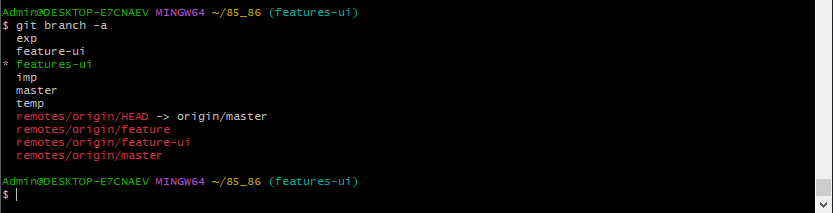 Admin@DESKTOP-E7CNAEV MINGW64 ~/85_86 (features-ui)
$ git branch -a
  exp
  feature-ui
* features-ui
  imp
  master
  temp
  remotes/origin/HEAD -> origin/master
  remotes/origin/feature
  remotes/origin/feature-ui
  remotes/origin/master
Admin@DESKTOP-E7CNAEV MINGW64 ~/85_86 (features-ui)
$